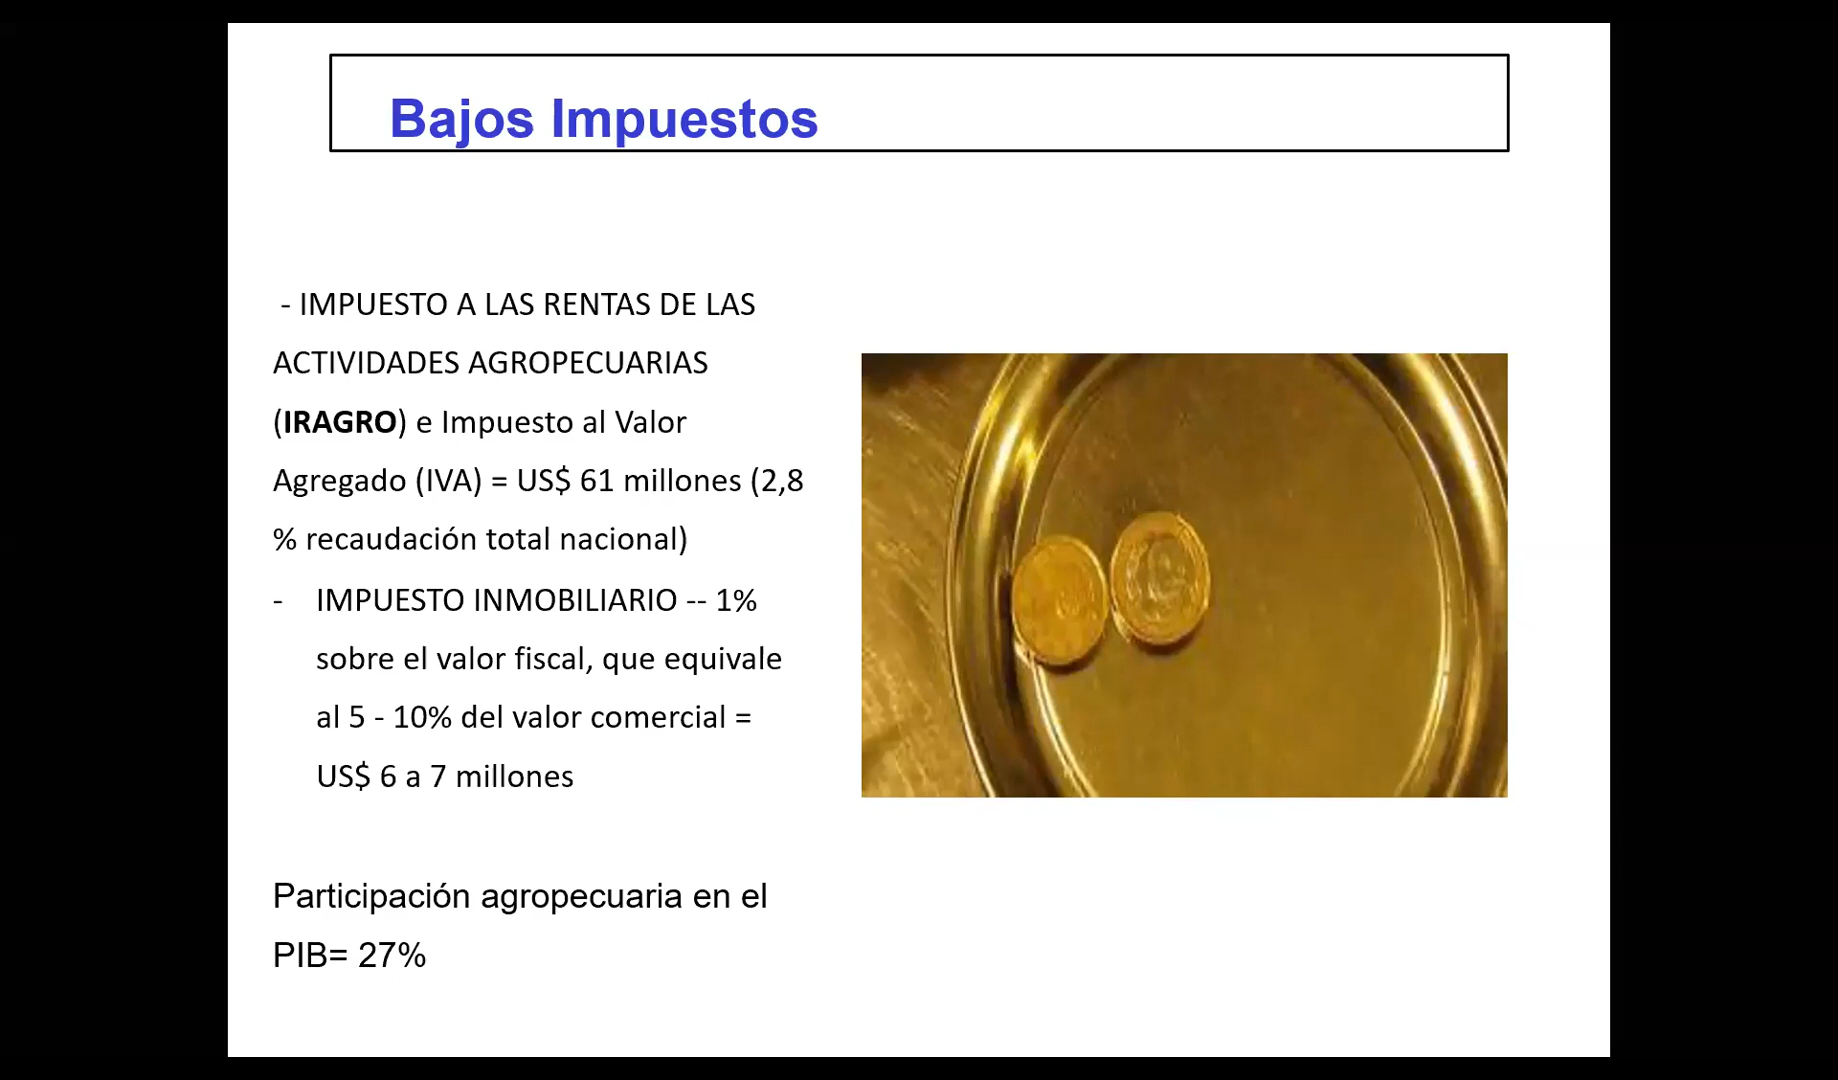 Bajos Impuestos
- IMPUESTO A LAS RENTAS DE LAS
ACTIVIDADES AGROPECUARIAS
(IRAGRO) e Impuesto al Valor
Agregado (IVA) = US$ 61 millones (2,8
% recaudación total nacional)
- IMPUESTO INMOBILIARIO -- 1%
sobre el valor fiscal, que equivale
al 5 - 10% del valor comercial =
US$ 6 a 7 millones
Participación agropecuaria en el
PIB= 27%